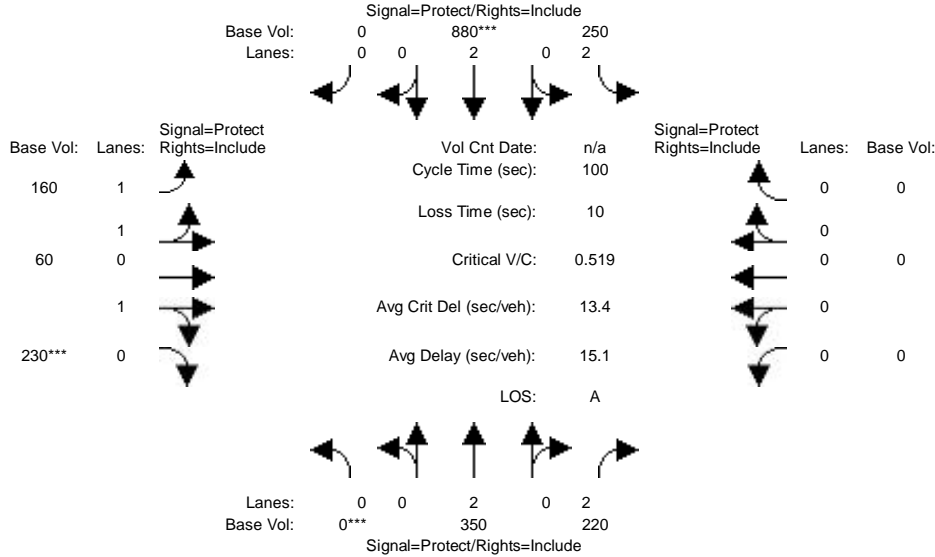 Signal=Protect/Rights=Include
Base Vol: 0 880*** 250
Lanes: 0 0 2 0 2
Signal=Protect
Rights=Include
Signal=Protect
Rights=Include
Base Vol: Lanes: Vol Cnt Date: n/a Lanes: Base Vol:
Cycle Time (sec): 100
160 1 0 0
Loss Time (sec): 10
1 0
60 0 Critical V/C: 0.519 0 0
1 Avg Crit Del (sec/veh): 13.4 0
230*** 0 Avg Delay (sec/veh): 15.1 0 0
LOS: A
Lanes: 0 0 2 0 2
Base Vol: 0*** 350 220
Signal=Protect/Rights=Include